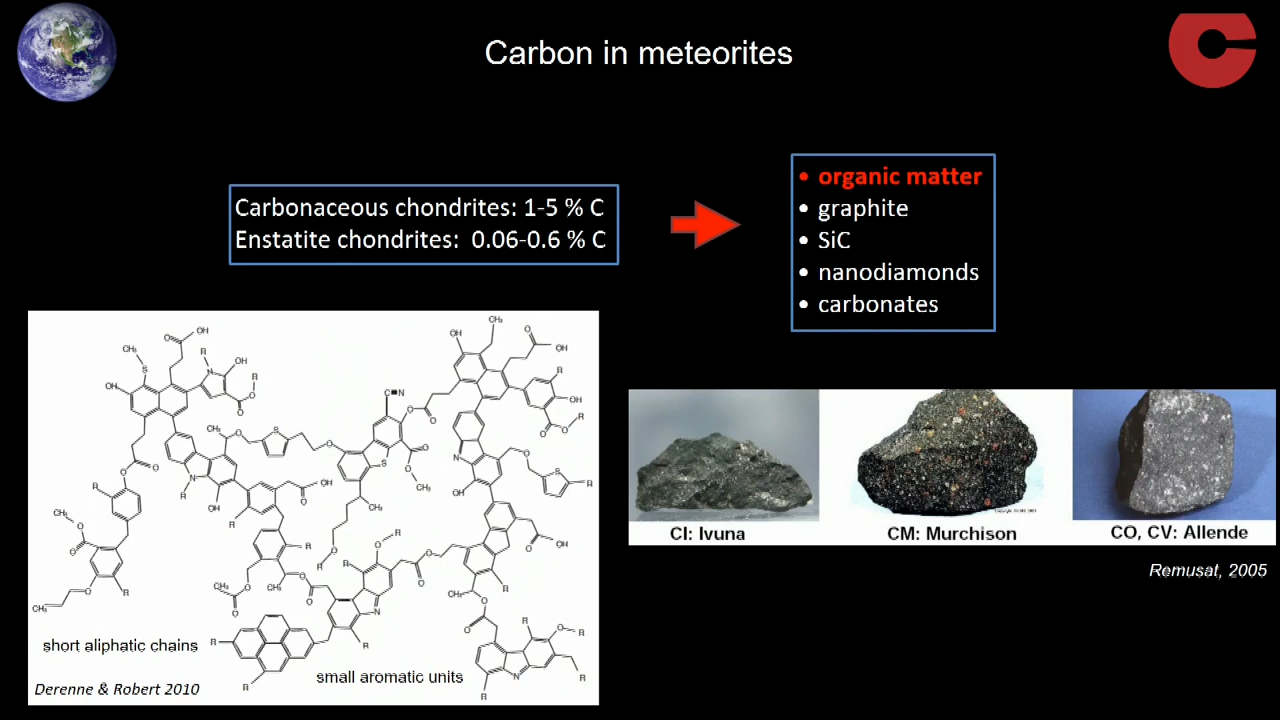 Carbon in meteorites
Carbonaceous chondrites: 1-5 % C
Enstatite chondrites: 0.06-0.6 % C
• organic matter
• graphite
• SiC
• nanodiamonds
• carbonates
short aliphatic chains
small aromatic units
Derenne & Robert 2010
CI: Ivuna
CM: Murchison
CO, CV: Allende
Remusat, 2005